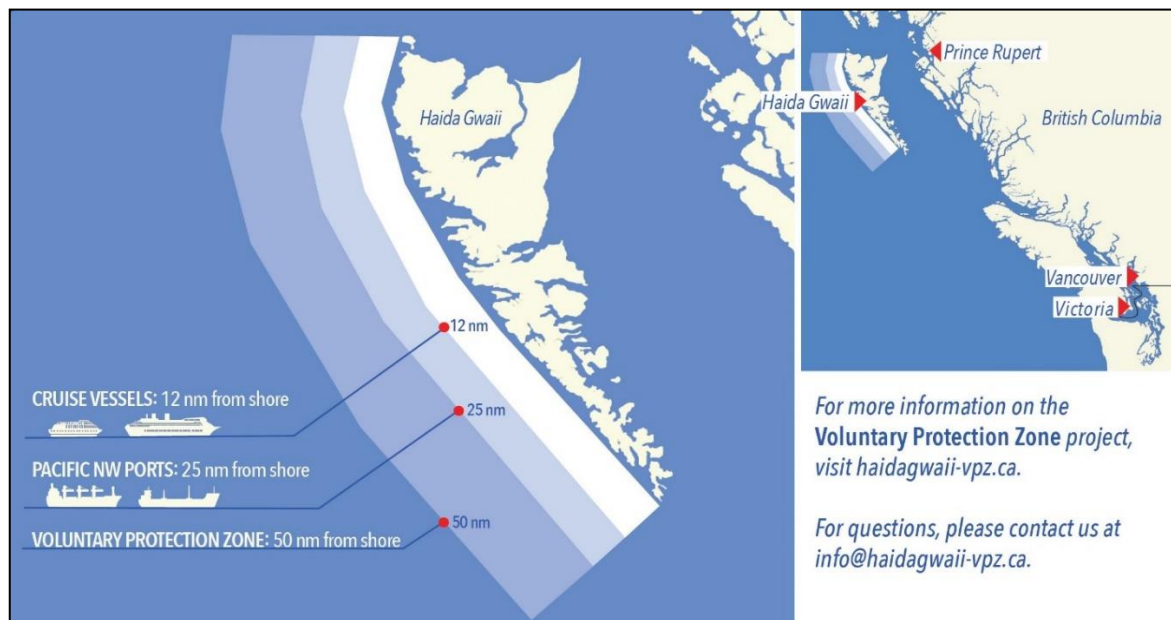 Haida Gwaii
12 nm
25 nm
50 nm
CRUISE VESSELS: 12 nm from shore
PACIFIC NW PORTS: 25 nm from shore
VOLUNTARY PROTECTION ZONE: 50 nm from shore
Prince Rupert
Haida Gwaii
British Columbia
Vancouver
Victoria
For more information on the
Voluntary Protection Zone project,
visit haidagwaii-vpz.ca.
For questions, please contact us at
info@haidagwaii-vpz.ca.